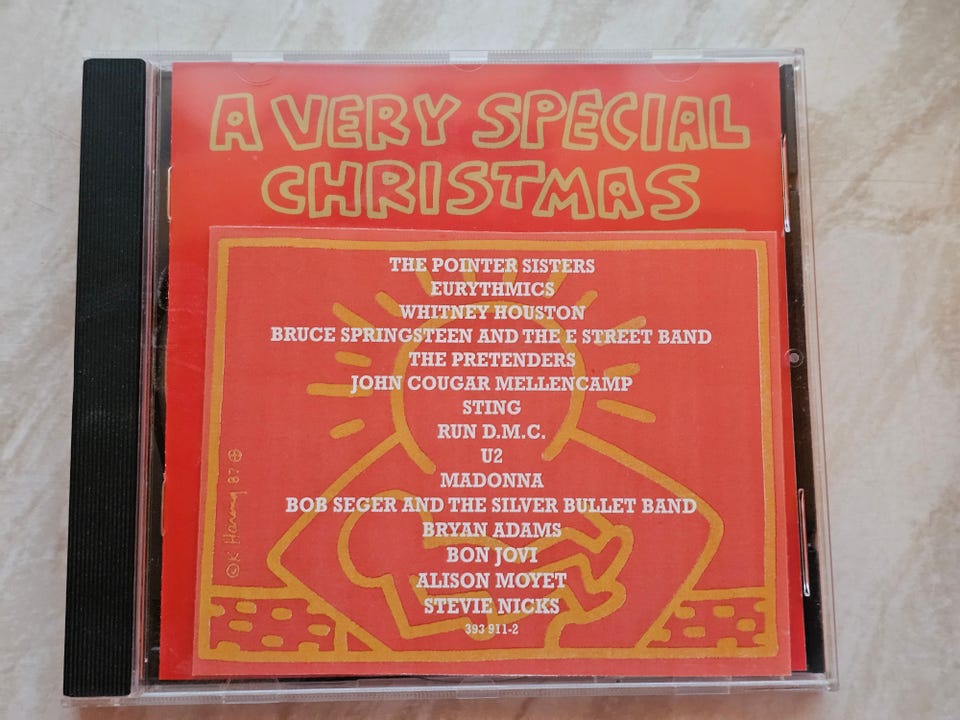 A VERY SPECIAL
CHRISTMAS
THE POINTER SISTERS
EURYTHMICS
WHITNEY HOUSTON
BRUCE SPRINGSTEEN AND THE E STREET BAND
THE PRETENDERS
JOHN COUGAR MELLENCAMP
STING
RUN D.M.C.
U2
MADONNA
BOB SEGER AND THE SILVER BULLET BAND
BRYAN ADAMS
BON JOVI
ALISON MOYET
STEVIE NICKS
393 911-2
© K Haring 87 ⊕